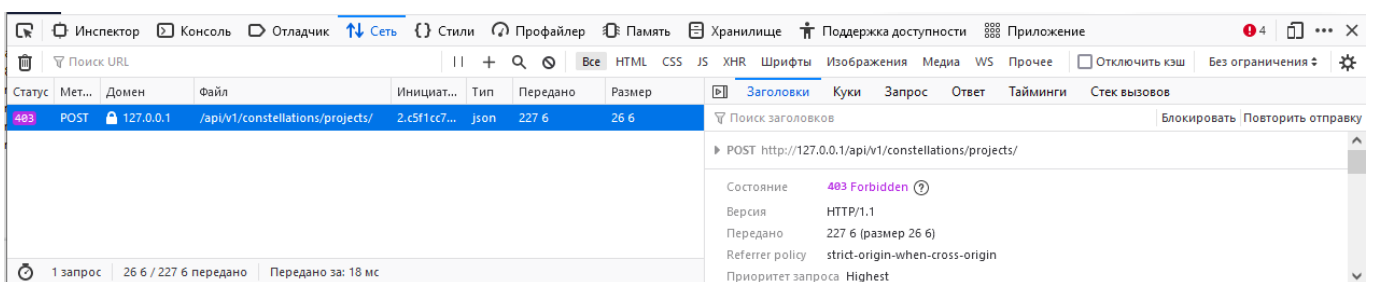 Инспектор Консоль Отладчик Сеть Стили Профайлер Память Хранилище Поддержка доступности Приложение 4
Поиск URL Все HTML CSS JS XHR Шрифты Изображения Медиа WS Прочее Отключить кэш Без ограничения
Статус Мет... Домен Файл Инициат... Тип Передано Размер
403 POST 127.0.0.1 /api/v1/constellations/projects/ 2.c5f1cc7... json 227 б 26 б
1 запрос 26 б / 227 б передано Передано за: 18 мс
Заголовки Куки Запрос Ответ Тайминги Стек вызовов
Поиск заголовков Блокировать Повторить отправку
POST http://127.0.0.1/api/v1/constellations/projects/
Состояние 403 Forbidden ?
Версия HTTP/1.1
Передано 227 б (размер 26 б)
Referrer policy strict-origin-when-cross-origin
Приоритет запроса Highest